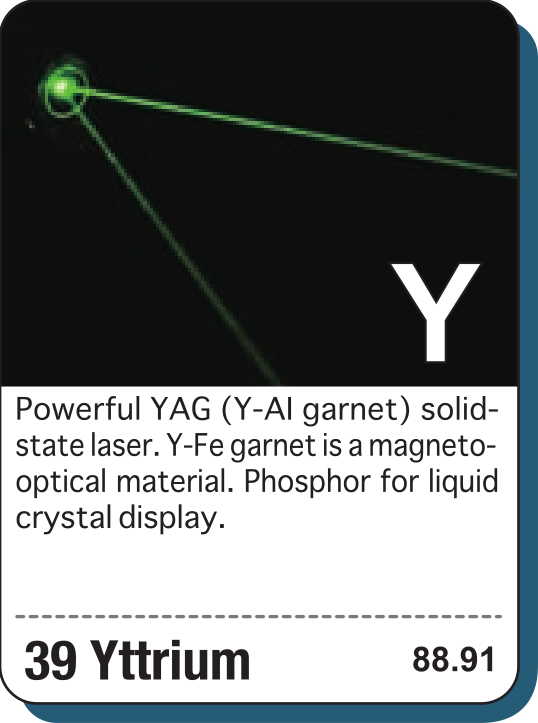 Y
Powerful YAG (Y-Al garnet) solid-
state laser. Y-Fe garnet is a magneto-
optical material. Phosphor for liquid
crystal display.
39 Yttrium 88.91